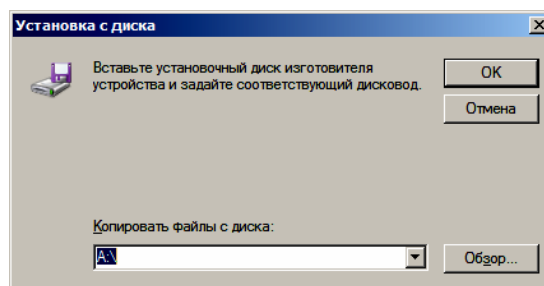 Установка с диска
Вставьте установочный диск изготовителя
устройства и задайте соответствующий дисковод.
OK
Отмена
Копировать файлы с диска:
A:\
Обзор...